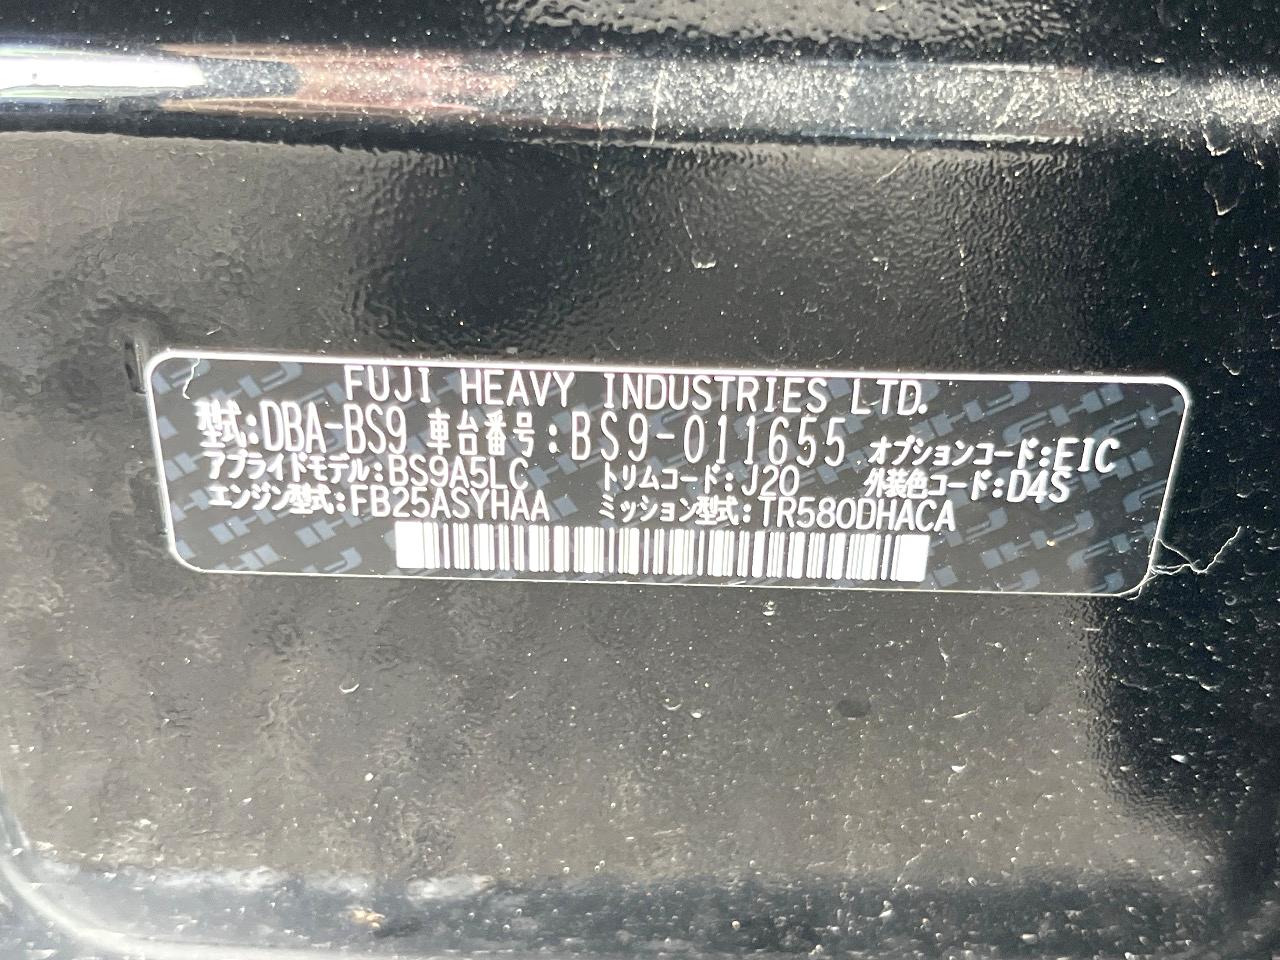 FUJI HEAVY INDUSTRIES LTD.
型式:DBA-BS9 車台番号:BS9-011655 オプションコード:EIC
アプライドモデル:BS9A5LC トリムコード:J20 外装色コード:D4S
エンジン型式:FB25ASYHAA ミッション型式:TR580DHACA